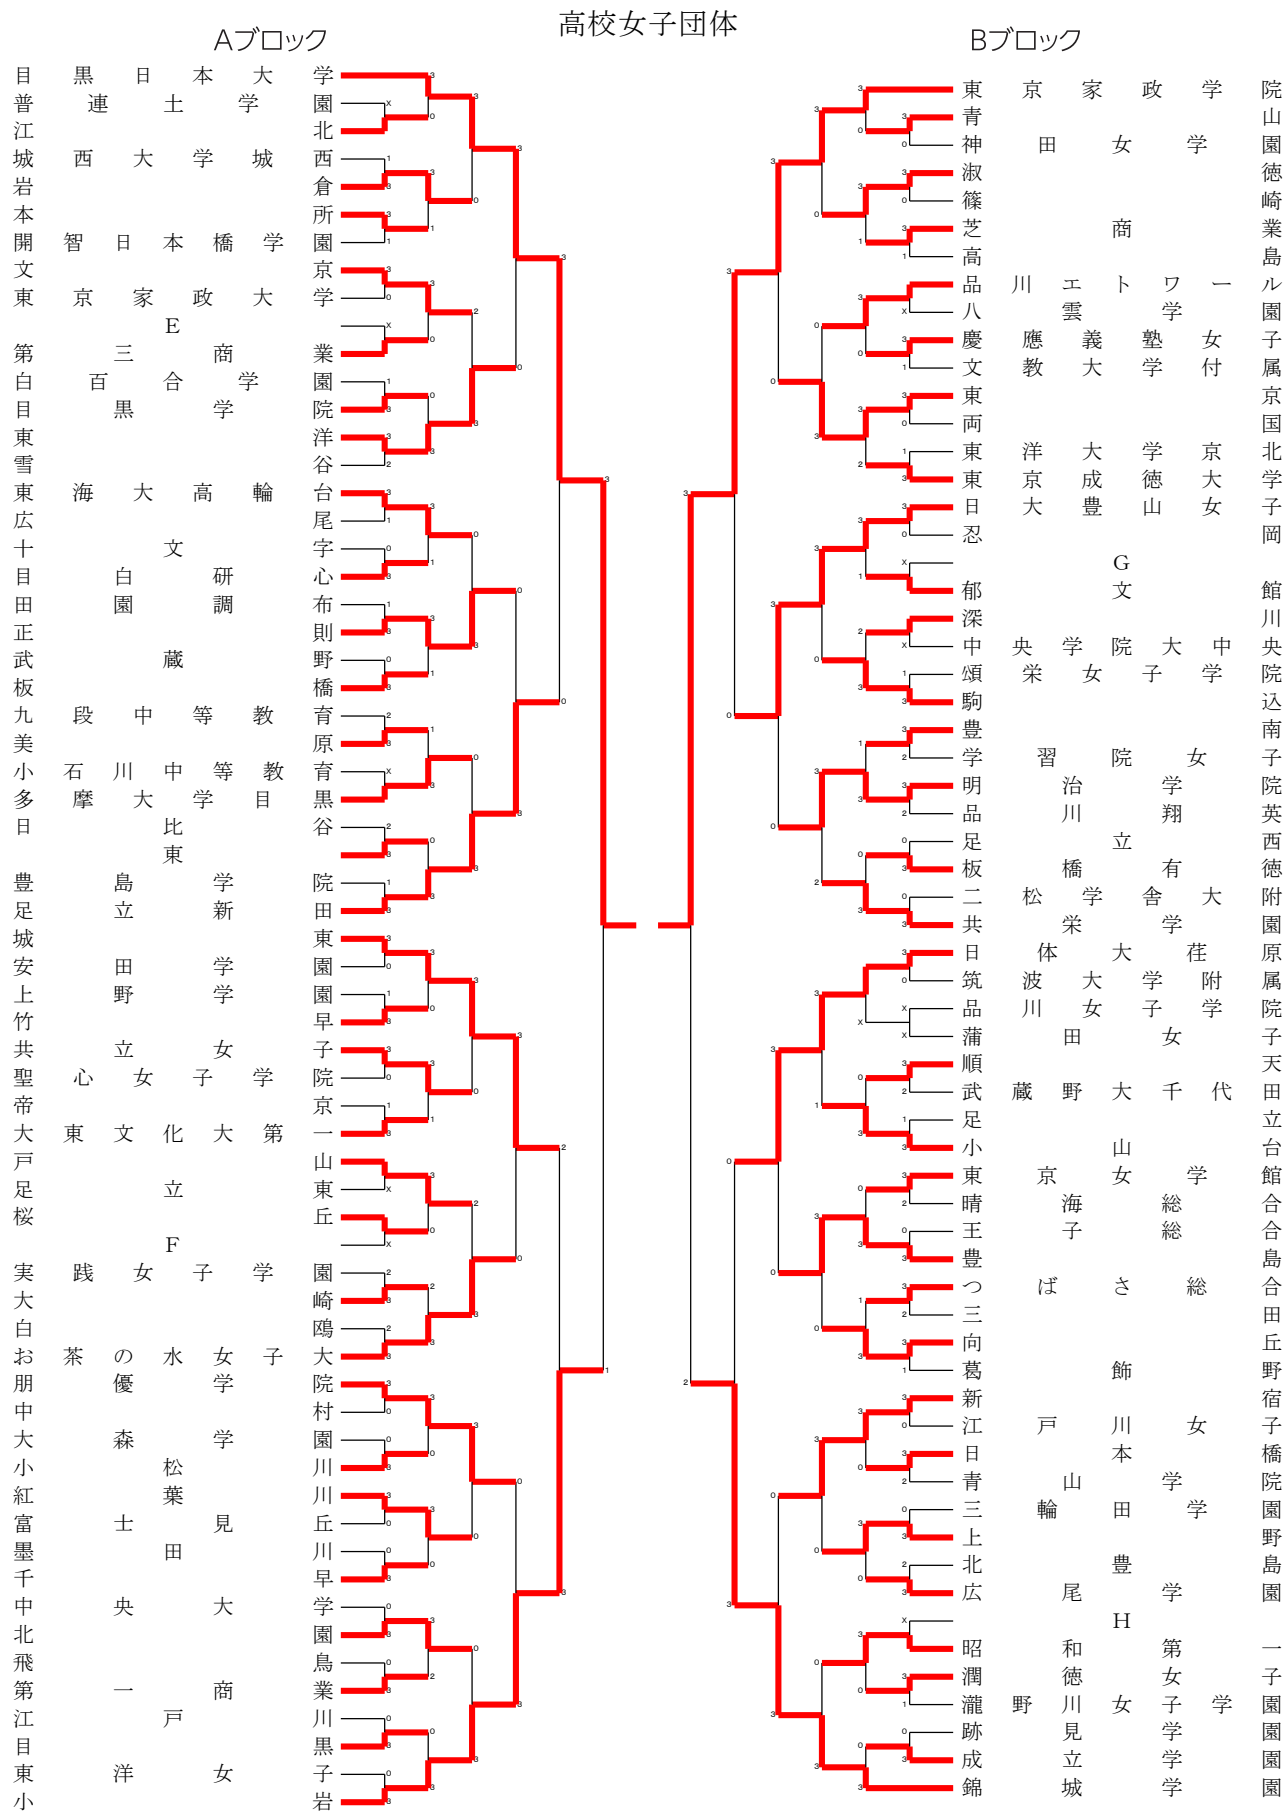 高校女子団体
Aブロック
目黒日本大学
普連土学園
江北
城西大学城西
岩倉
本所
開智日本橋学園
文京
東京家政大学
E
第三商業
白百合学園
目黒学院
東洋
雪谷
東海大高輪台
広尾
十文字
目白研心
田園調布
正則
武蔵野
板橋
九段中等教育
美原
小石川中等教育
多摩大学目黒
日比谷
東
豊島学院
足立新田
城東
安田学園
上野学園
竹早
共立女子
聖心女子学院
帝京
大東文化大第一
戸山
足立東
桜丘
F
実践女子学園
大崎
白鴎
お茶の水女子大
朋優学院
中村
大森学園
小松川
紅葉川
富士見丘
墨田川
千早
中央大学
北園
飛鳥
第一商業
江戸川
目黒
東洋女子
小岩
Bブロック
東京家政学院
青山
神田女学園
淑徳
篠崎
芝商業
高島
品川エトワール
八雲学園
慶應義塾女子
文教大学付属
東京
両国
東洋大学京北
東京成徳大学
日大豊山女子
忍岡
G
郁文館
深川
中央学院大中央
頌栄女子学院
駒込
豊南
学習院女子
明治学院
品川翔英
足立西
板橋有徳
二松学舎大附
共栄学園
日体大荏原
筑波大学附属
品川女子学院
蒲田女子
順天
武蔵野大千代田
足立
小山台
東京女学館
晴海総合
王子総合
豊島
つばさ総合
三田
向丘
葛飾野
新宿
江戸川女子
日本橋
青山学院
三輪田学園
上野
北豊島
広尾学園
H
昭和第一
潤徳女子
瀧野川女子学園
跡見学園
成立学園
錦城学園